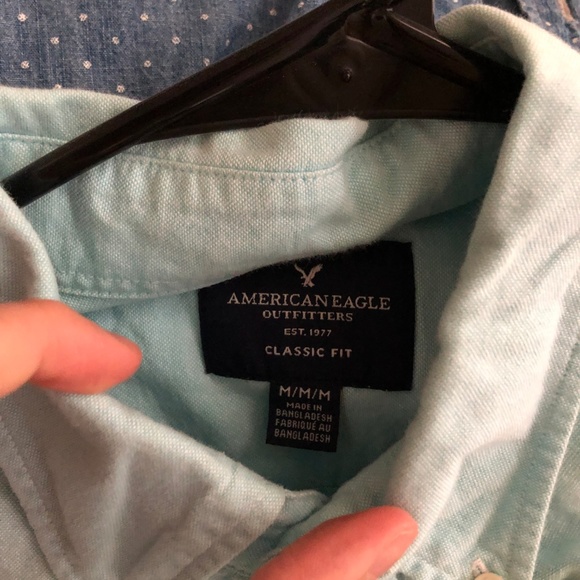 AMERICAN EAGLE
OUTFITTERS
EST. 1977
CLASSIC FIT
M/M/M
MADE IN
BANGLADESH
FABRIQUÉ AU
BANGLADESH